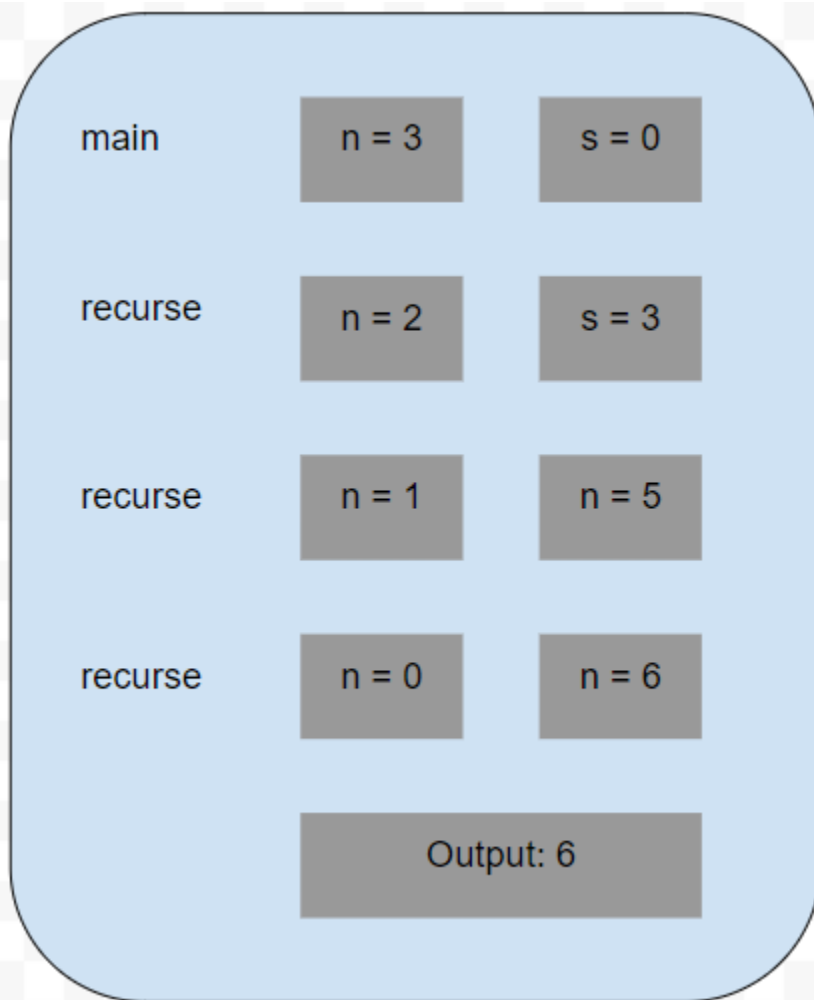 main n = 3 s = 0
recurse n = 2 s = 3
recurse n = 1 n = 5
recurse n = 0 n = 6
Output: 6